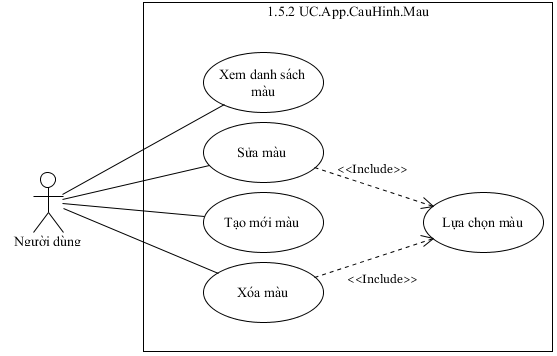 1.5.2 UC.App.CauHinh.Mau
Xem danh sách
màu
Sửa màu
<<Include>>
Người dùng
Tạo mới màu
Lựa chọn màu
Xóa màu
<<Include>>